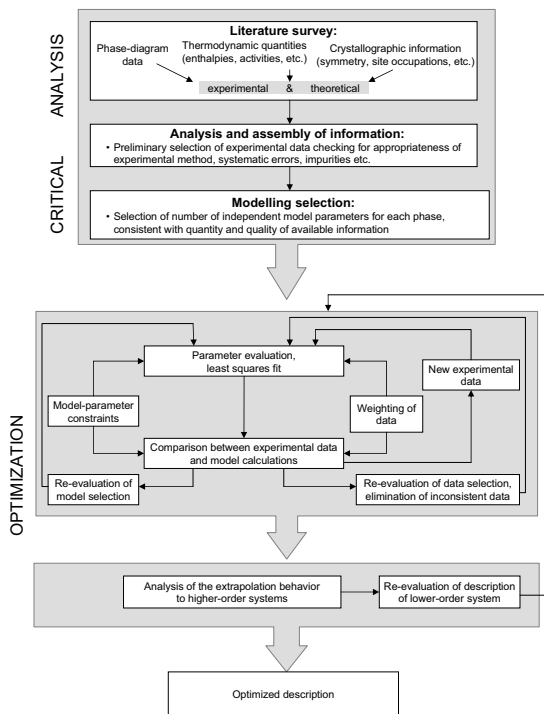 CRITICAL ANALYSIS
Literature survey:
Phase-diagram
data
Thermodynamic quantities
(enthalpies, activities, etc.)
Crystallographic information
(symmetry, site occupations, etc.)
experimental & theoretical
Analysis and assembly of information:
• Preliminary selection of experimental data checking for appropriateness of
experimental method, systematic errors, impurities etc.
Modelling selection:
• Selection of number of independent model parameters for each phase,
consistent with quantity and quality of available information
OPTIMIZATION
Parameter evaluation,
least squares fit
New experimental
data
Model-parameter
constraints
Weighting of
data
Comparison between experimental data
and model calculations
Re-evaluation of
model selection
Re-evaluation of data selection,
elimination of inconsistent data
Analysis of the extrapolation behavior
to higher-order systems
Re-evaluation of description
of lower-order system
Optimized description